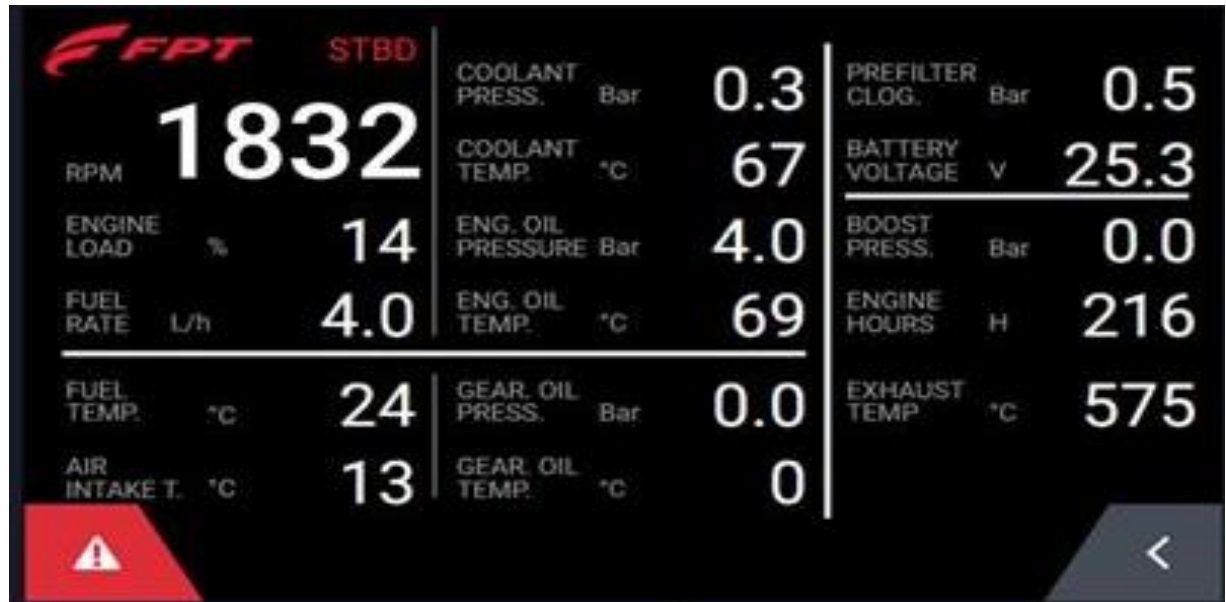 FPT STBD
1832
RPM
ENGINE
LOAD % 14
FUEL
RATE L/h 4.0
COOLANT
PRESS. Bar 0.3
COOLANT
TEMP. °C 67
ENG. OIL
PRESSURE Bar 4.0
ENG. OIL
TEMP. °C 69
PREFILTER
CLOG. Bar 0.5
BATTERY
VOLTAGE V 25.3
BOOST
PRESS. Bar 0.0
ENGINE
HOURS H 216
EXHAUST
TEMP °C 575
FUEL
TEMP. °C 24
AIR
INTAKE T. °C 13
GEAR. OIL
PRESS. Bar 0.0
GEAR. OIL
TEMP. °C 0